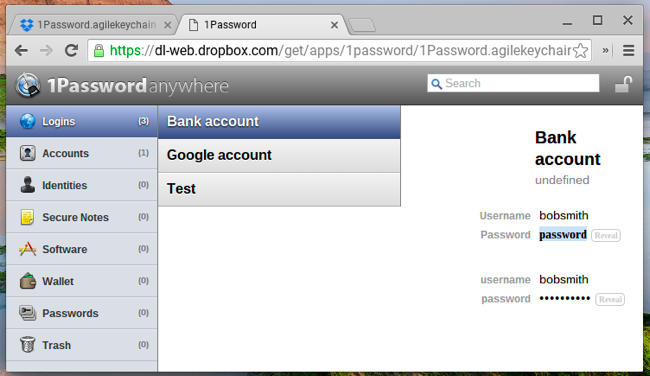 1Password.agilekeychain
1Password
https://dl-web.dropbox.com/get/apps/1password/1Password.agilekeychain
1Password anywhere
Search
Logins (3)
Accounts (1)
Identities (0)
Secure Notes (0)
Software (0)
Wallet (0)
Passwords (0)
Trash (0)
Bank account
Google account
Test
Bank
account
undefined
Username bobsmith
Password password Reveal
username bobsmith
password •••••••••• Reveal